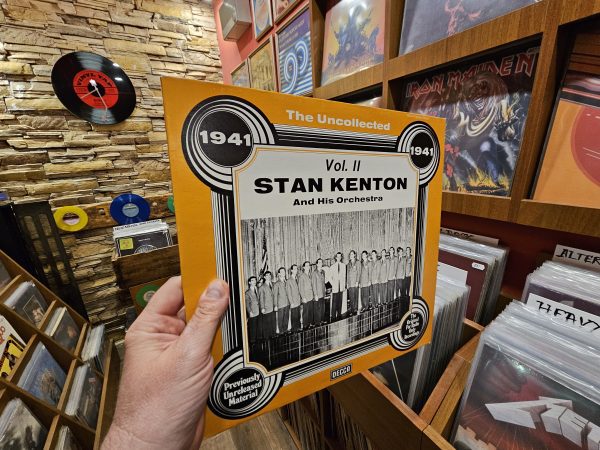 The Uncollected
1941
1941
Vol. II
STAN KENTON
And His Orchestra
Previously
Unreleased
Material
DECCA
IRON MAIDEN
ALTER
HEAVY